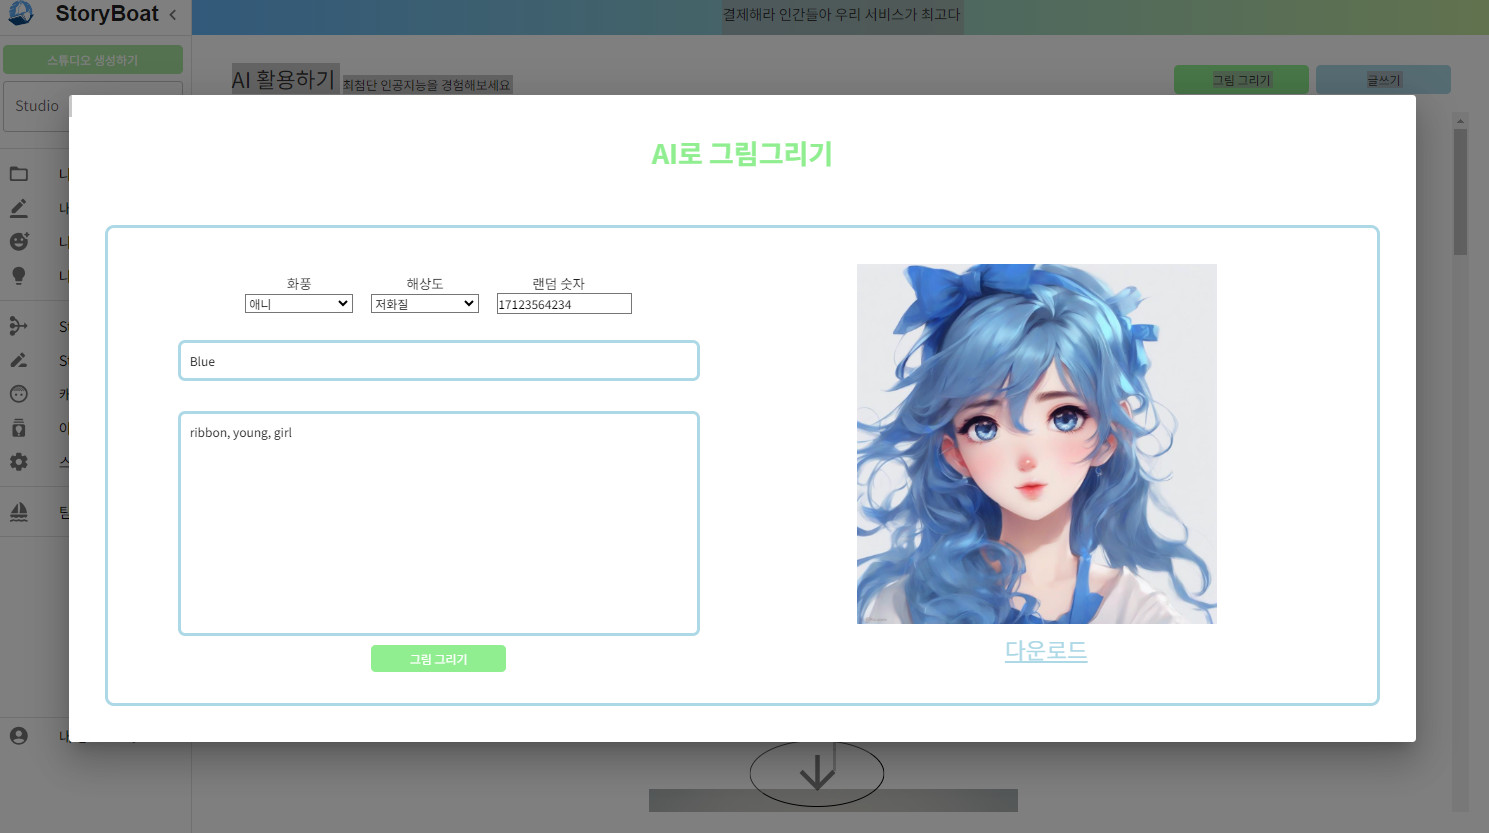 StoryBoat
결제해라 인간들아 우리 서비스가 최고다
스튜디오 생성하기
AI 활용하기 최첨단 인공지능을 경험해보세요
그림 그리기
글쓰기
Studio
AI로 그림그리기
화풍
해상도
랜덤 숫자
애니
저화질
17123564234
Blue
ribbon, young, girl
그림 그리기
다운로드